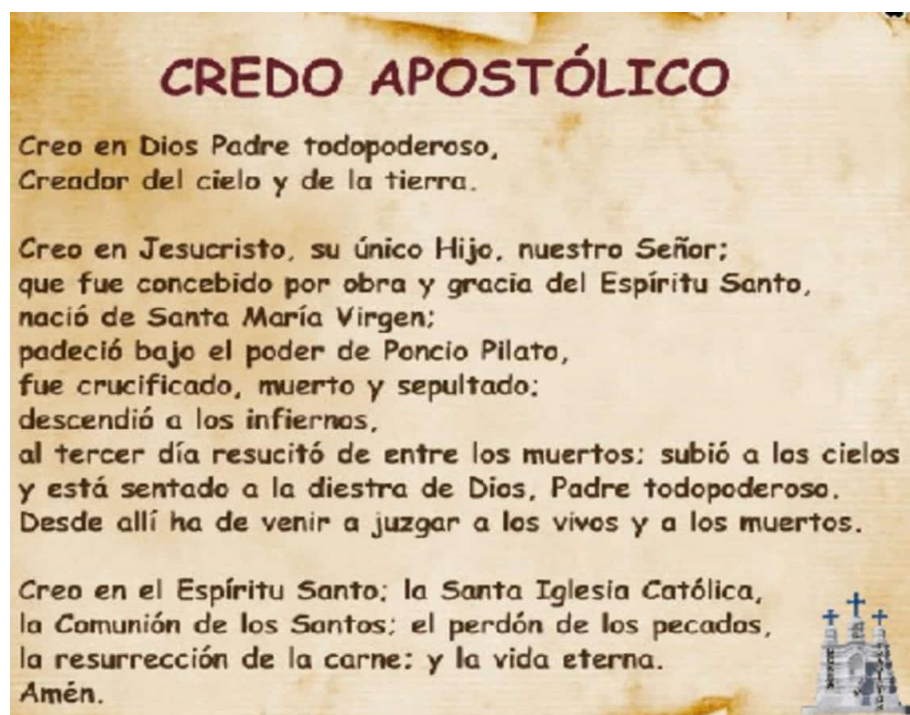 CREDO APOSTÓLICO
Creo en Dios Padre todopoderoso,
Creador del cielo y de la tierra.
Creo en Jesucristo, su único Hijo, nuestro Señor;
que fue concebido por obra y gracia del Espíritu Santo,
nació de Santa María Virgen;
padeció bajo el poder de Poncio Pilato,
fue crucificado, muerto y sepultado;
descendió a los infiernos,
al tercer día resucitó de entre los muertos; subió a los cielos
y está sentado a la diestra de Dios, Padre todopoderoso.
Desde allí ha de venir a juzgar a los vivos y a los muertos.
Creo en el Espíritu Santo; la Santa Iglesia Católica,
la Comunión de los Santos; el perdón de los pecados,
la resurrección de la carne; y la vida eterna.
Amén.